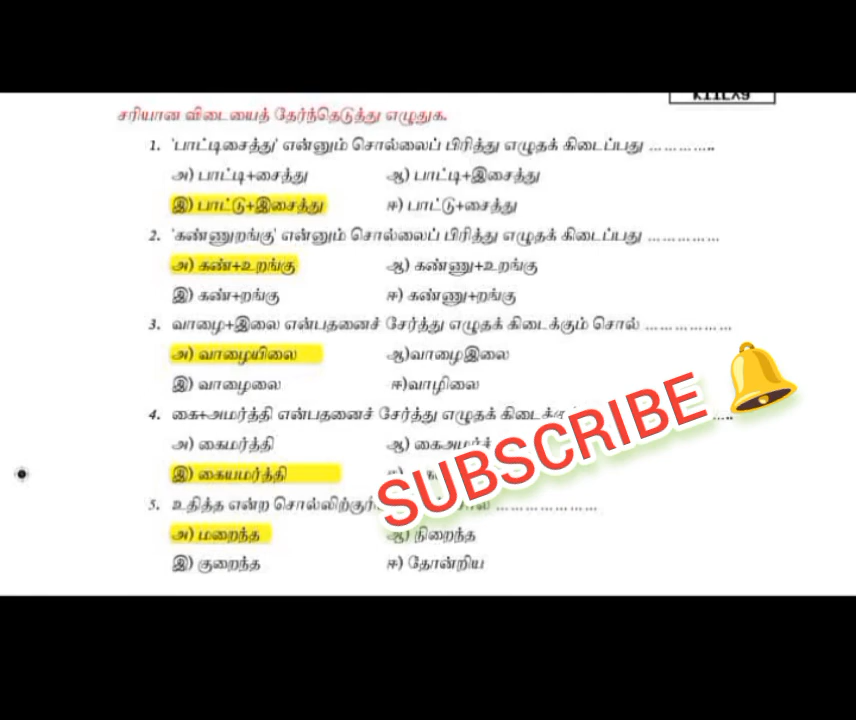 சரியான விடையைத் தேர்ந்தெடுத்து எழுதுக.
1. 'பாட்டிசைத்து' என்னும் சொல்லைப் பிரித்து எழுதக் கிடைப்பது ..............
அ) பாட்டி+சைத்து ஆ) பாட்டி+இசைத்து
இ) பாட்டு+இசைத்து ஈ) பாட்டு+சைத்து
2. 'கண்ணுறங்கு' என்னும் சொல்லைப் பிரித்து எழுதக் கிடைப்பது ...............
அ) கண்+உறங்கு ஆ) கண்ணு+உறங்கு
இ) கண்+றங்கு ஈ) கண்ணு+றங்கு
3. வாழை+இலை என்பதனைச் சேர்த்து எழுதக் கிடைக்கும் சொல் ..................
அ) வாழையிலை ஆ)வாழைஇலை
இ) வாழைலை ஈ)வாழிலை
4. கை+அமர்த்தி என்பதனைச் சேர்த்து எழுதக்
அ) கைமர்த்தி ஆ)
இ) கையமர்த்தி
5. உதித்த என்ற சொல் ....................
அ) மறைந்த ஆ) நிறைந்த
இ) குறைந்த ஈ) தோன்றிய
SUBSCRIBE